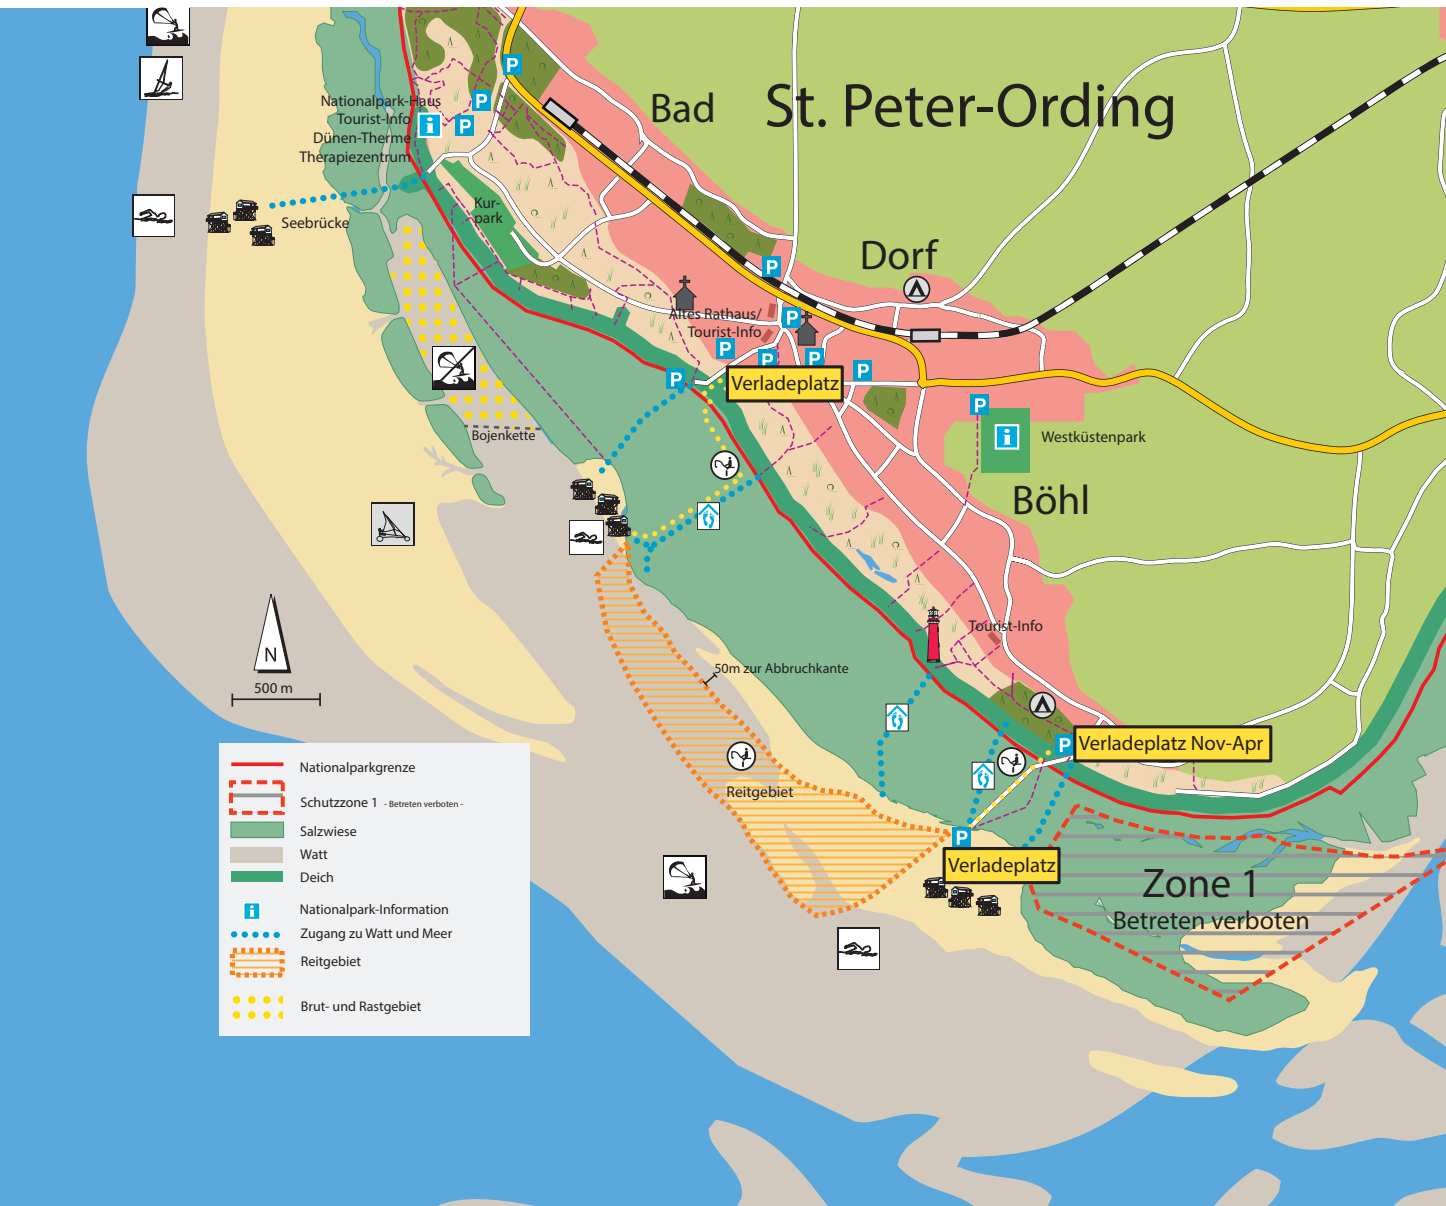 St. Peter-Ording
Bad
P
P
P
Nationalpark-Haus
Tourist-Info
Dünen-Therme
Therapiezentrum
i
Kur-
park
Seebrücke
Dorf
P
Altes Rathaus/
Tourist-Info
P
P
P
P
P
P
Verladeplatz
P
i
Westküstenpark
Bojenkette
Böhl
Tourist-Info
N
500 m
50m zur Abbruchkante
P
Verladeplatz Nov-Apr
Reitgebiet
P
Verladeplatz
Zone 1
Betreten verboten
Nationalparkgrenze
Schutzzone 1 - Betreten verboten -
Salzwiese
Watt
Deich
i
Nationalpark-Information
Zugang zu Watt und Meer
Reitgebiet
Brut- und Rastgebiet